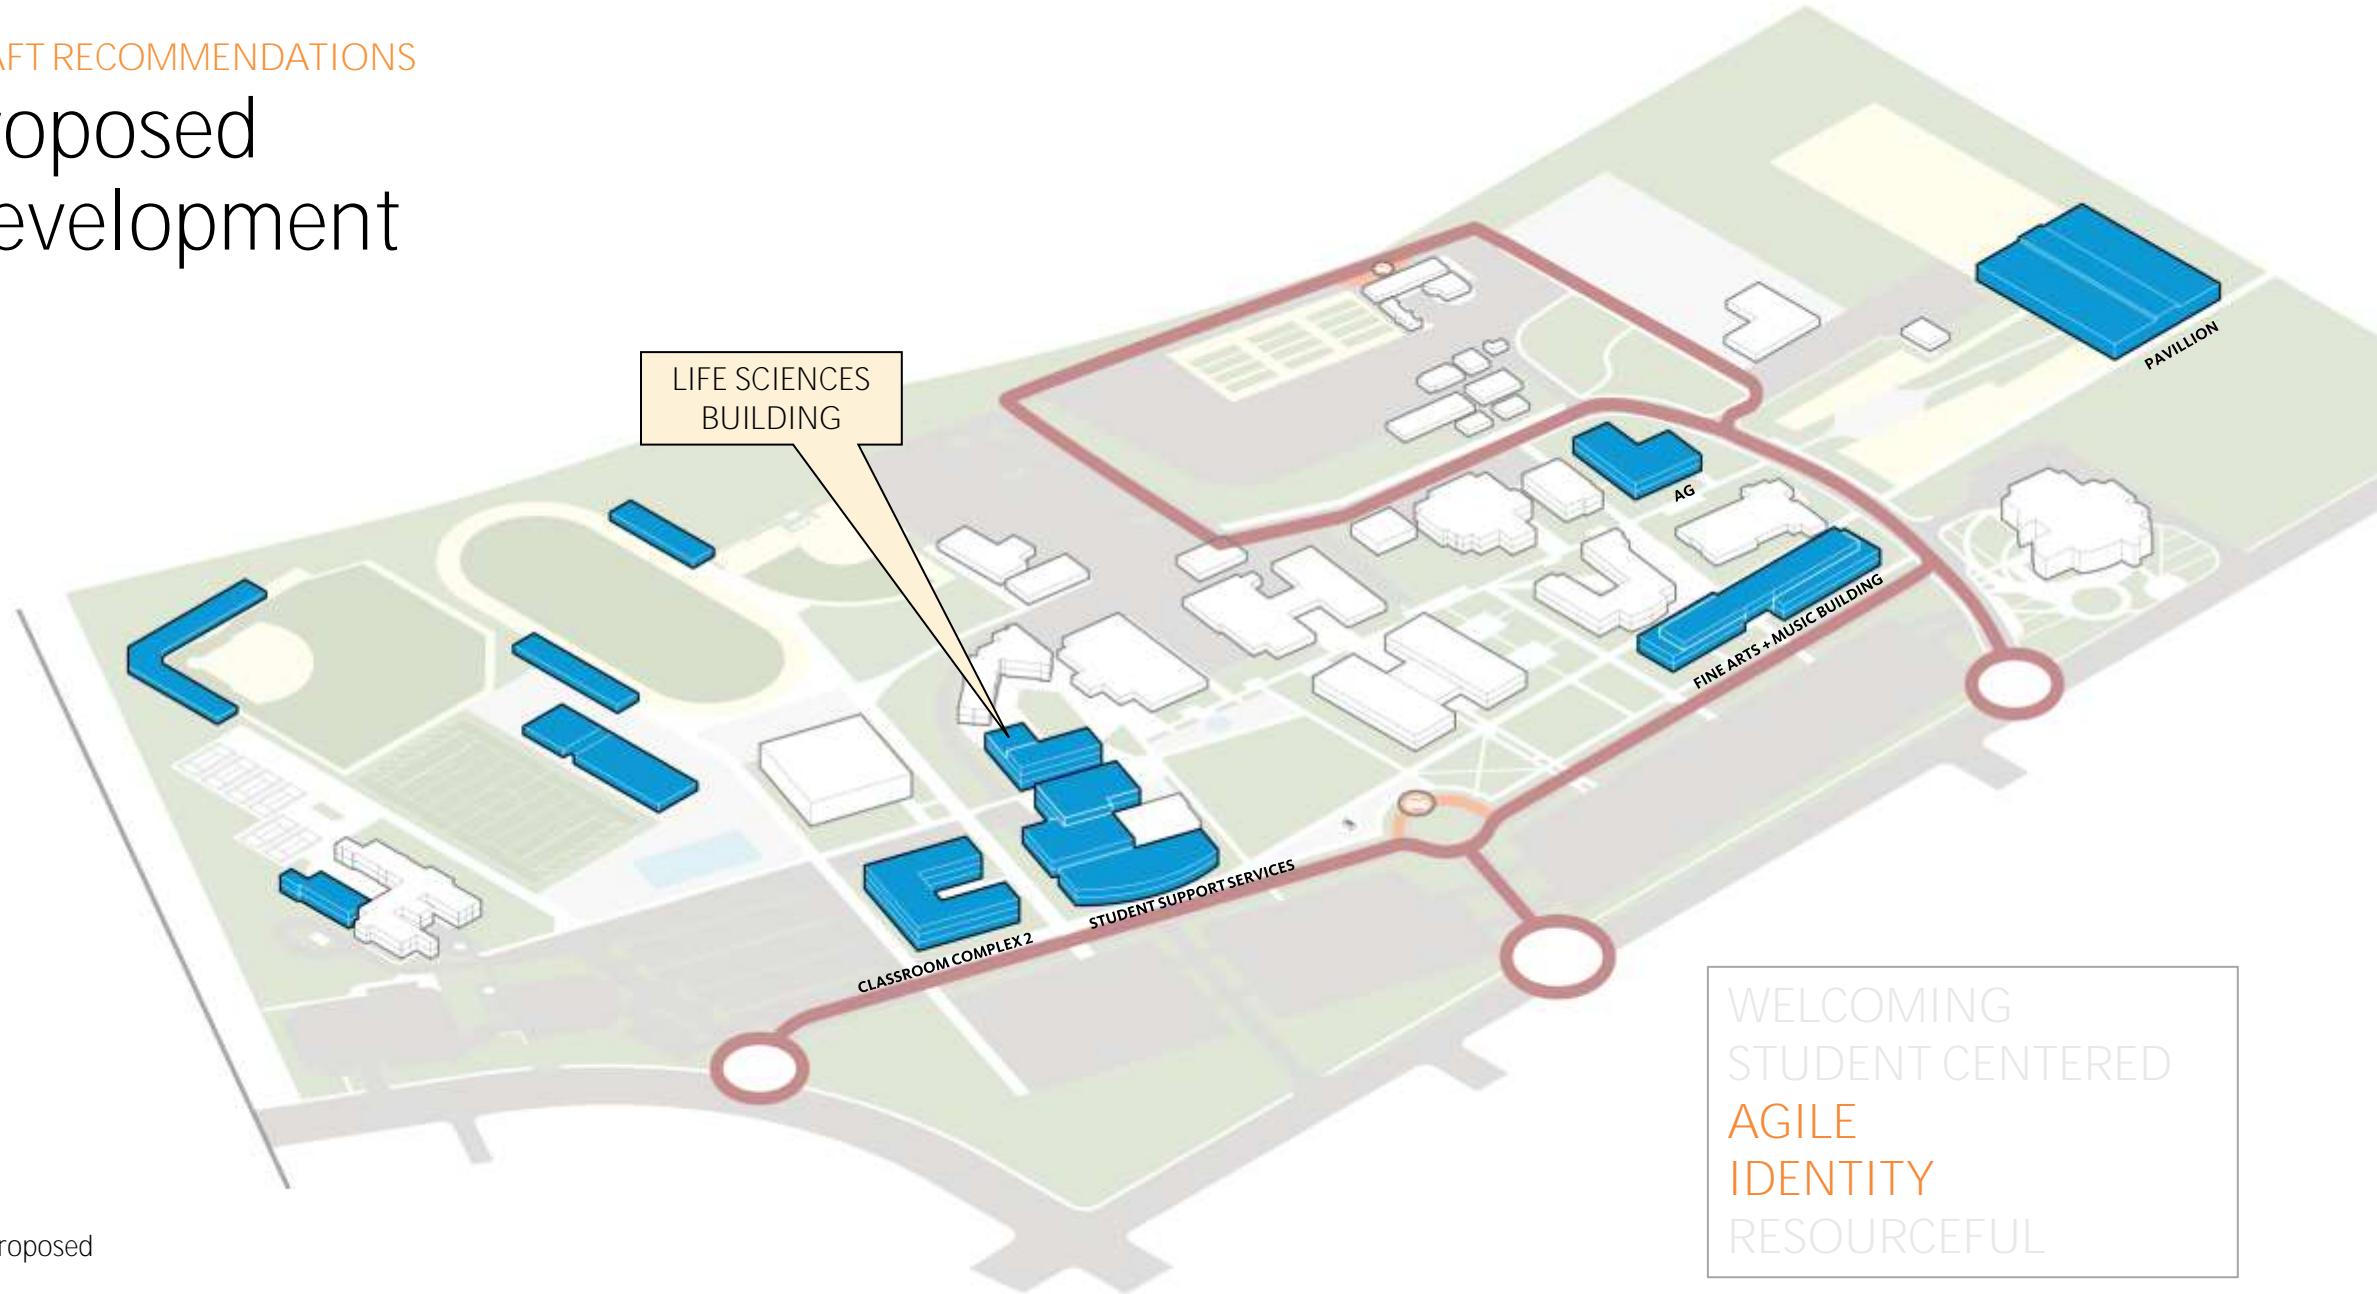 AFT RECOMMENDATIONS
roposed
evelopment
LIFE SCIENCES
BUILDING
PAVILLION
AG
FINE ARTS + MUSIC BUILDING
STUDENT SUPPORT SERVICES
CLASSROOM COMPLEX 2
WELCOMING
STUDENT CENTERED
AGILE
IDENTITY
RESOURCEFUL
roposed